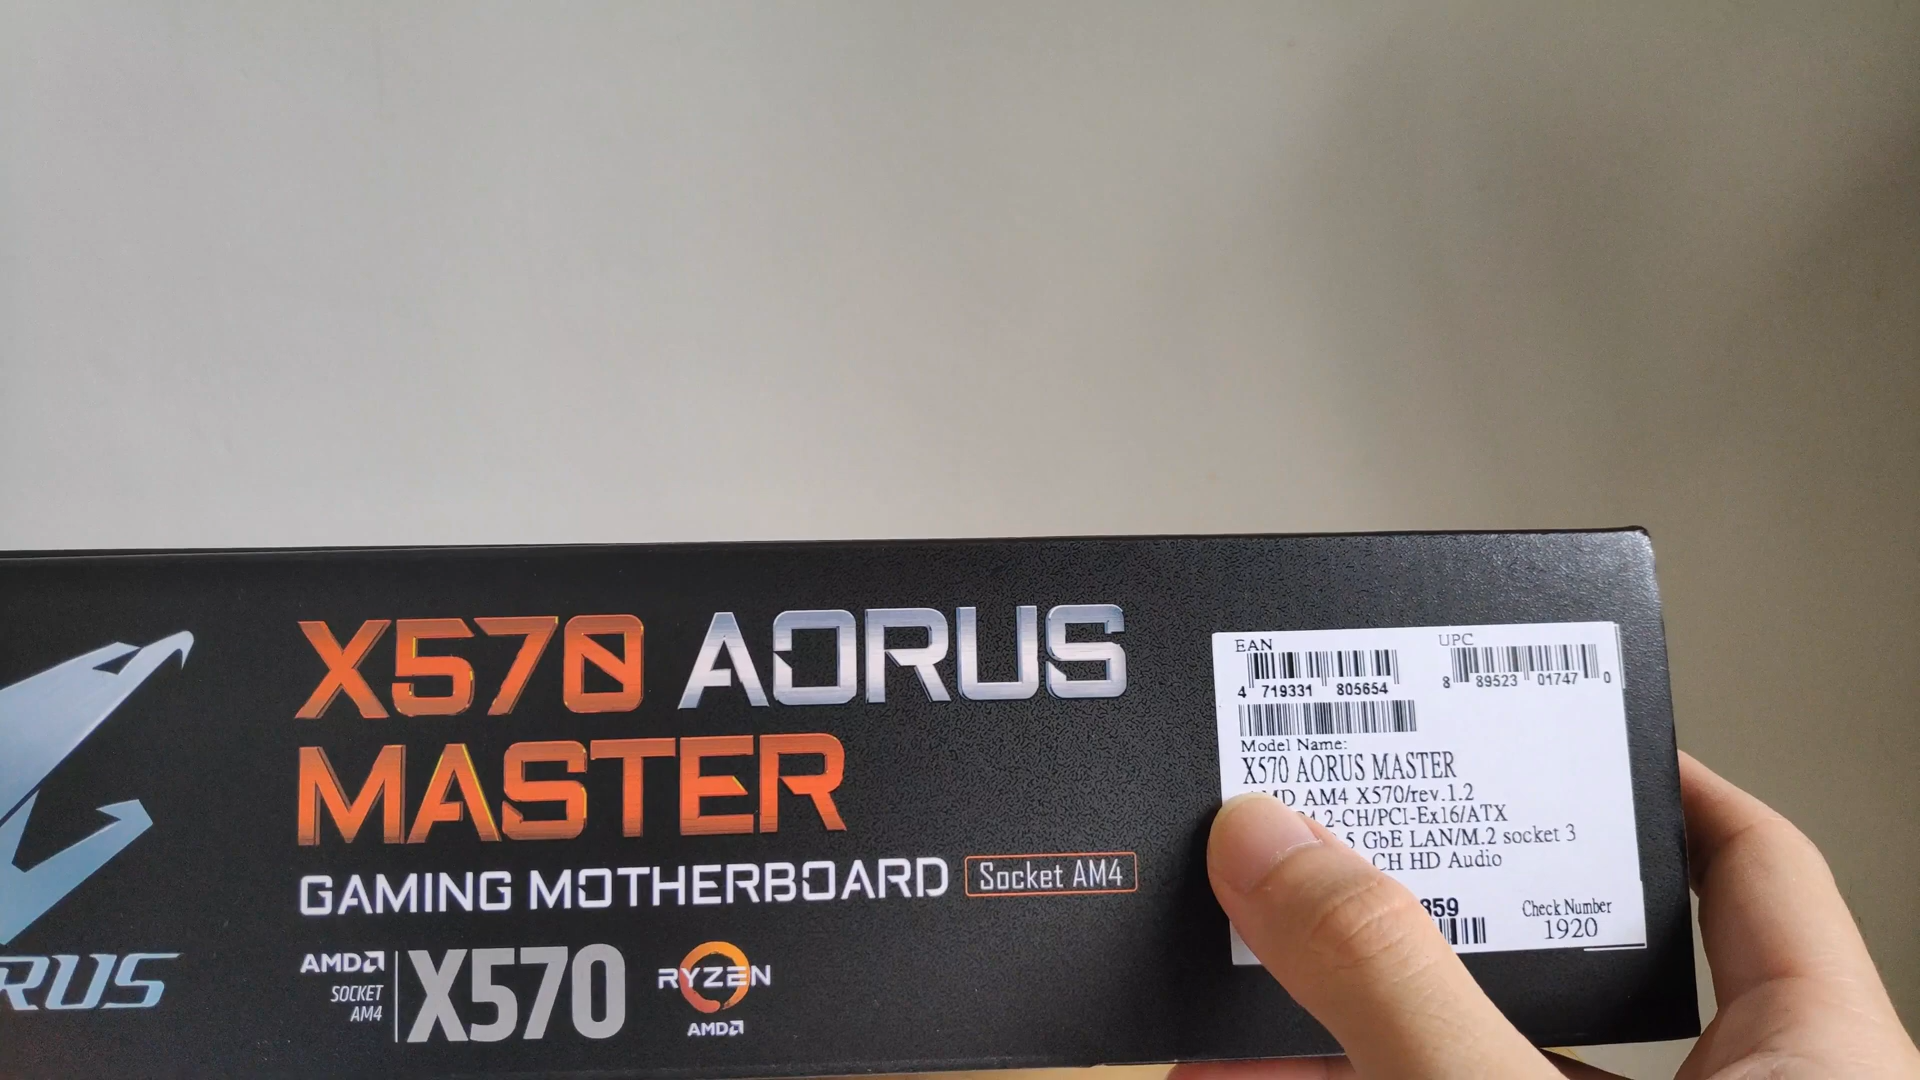 X570 AORUS
MASTER
GAMING MOTHERBOARD Socket AM4
AMD
SOCKET
AM4
X570
RYZEN
AMD
RUS
EAN
4 719331 805654
UPC
8 89523 01747 0
Model Name:
X570 AORUS MASTER
AM4 X570/rev.1.2
2-CH/PCI-Ex16/ATX
5 GbE LAN/M.2 socket 3
CH HD Audio
859
Check Number
1920